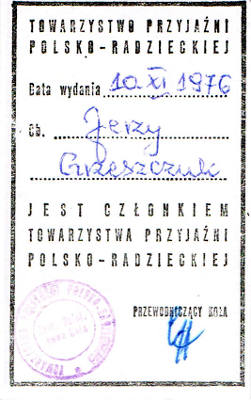 TOWARZYSTWO PRZYJAŹNI
POLSKO-RADZIECKIEJ
Data wydania 10.XI 1976
Ob. Jerzy
Grzeszczuk
JEST CZŁONKIEM
TOWARZYSTWA PRZYJAŹNI
POLSKO-RADZIECKIEJ
PRZEWODNICZĄCY KOŁA